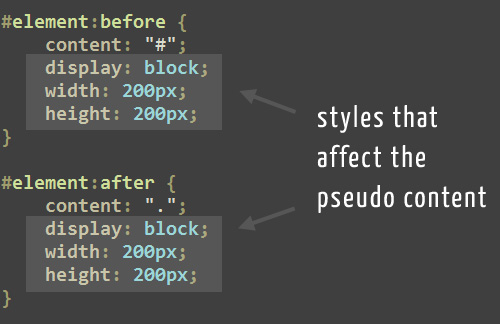 #element:before {
    content: "#";
    display: block;
    width: 200px;
    height: 200px;
}
#element:after {
    content: ".";
    display: block;
    width: 200px;
    height: 200px;
}
styles that
affect the
pseudo content